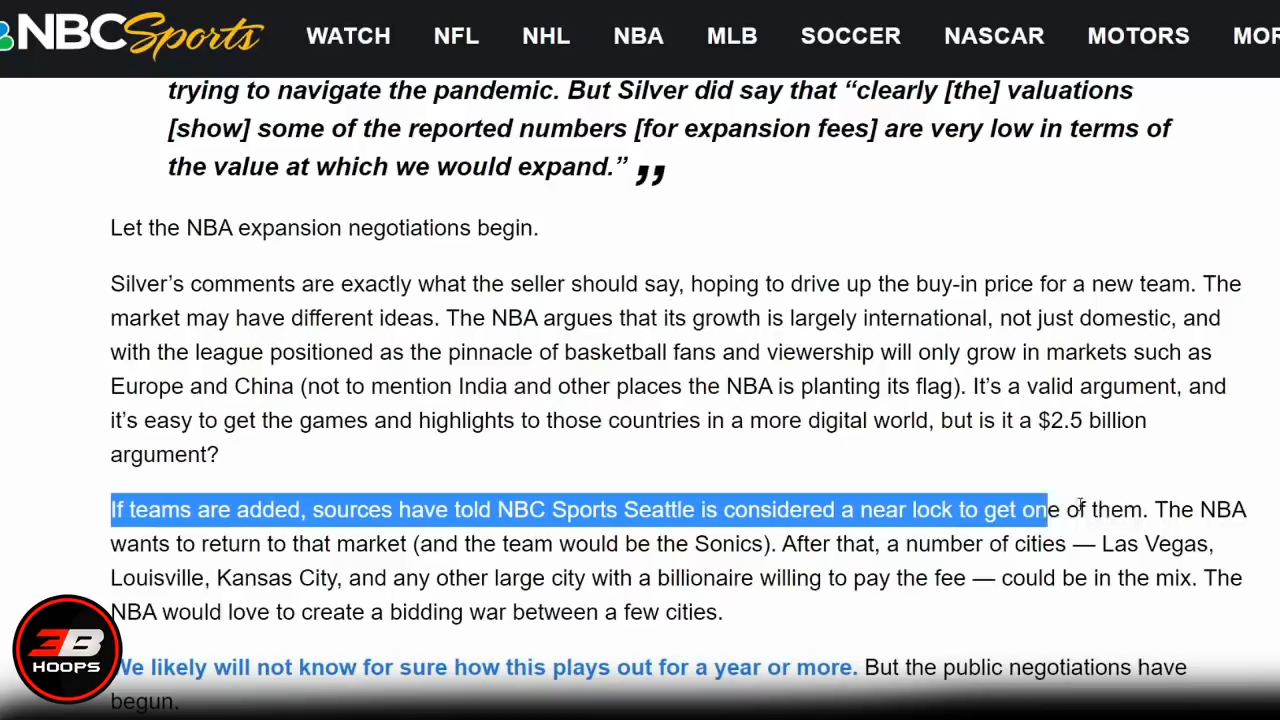 NBC Sports WATCH NFL NHL NBA MLB SOCCER NASCAR MOTORS
trying to navigate the pandemic. But Silver did say that “clearly [the] valuations
[show] some of the reported numbers [for expansion fees] are very low in terms of
the value at which we would expand.” ”
Let the NBA expansion negotiations begin.
Silver’s comments are exactly what the seller should say, hoping to drive up the buy-in price for a new team. The
market may have different ideas. The NBA argues that its growth is largely international, not just domestic, and
with the league positioned as the pinnacle of basketball fans and viewership will only grow in markets such as
Europe and China (not to mention India and other places the NBA is planting its flag). It’s a valid argument, and
it’s easy to get the games and highlights to those countries in a more digital world, but is it a $2.5 billion
argument?
If teams are added, sources have told NBC Sports Seattle is considered a near lock to get one of them. The NBA
wants to return to that market (and the team would be the Sonics). After that, a number of cities — Las Vegas,
Louisville, Kansas City, and any other large city with a billionaire willing to pay the fee — could be in the mix. The
NBA would love to create a bidding war between a few cities.
We likely will not know for sure how this plays out for a year or more. But the public negotiations have
begun.
3B
HOOPS